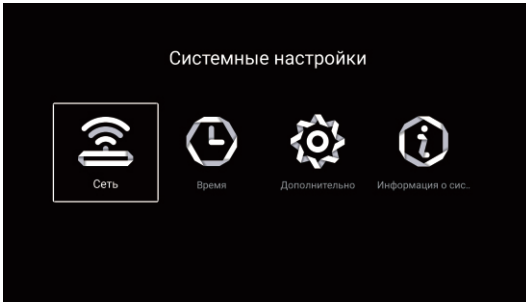 Системные настройки
Сеть
Время
Дополнительно
Информация о сис..